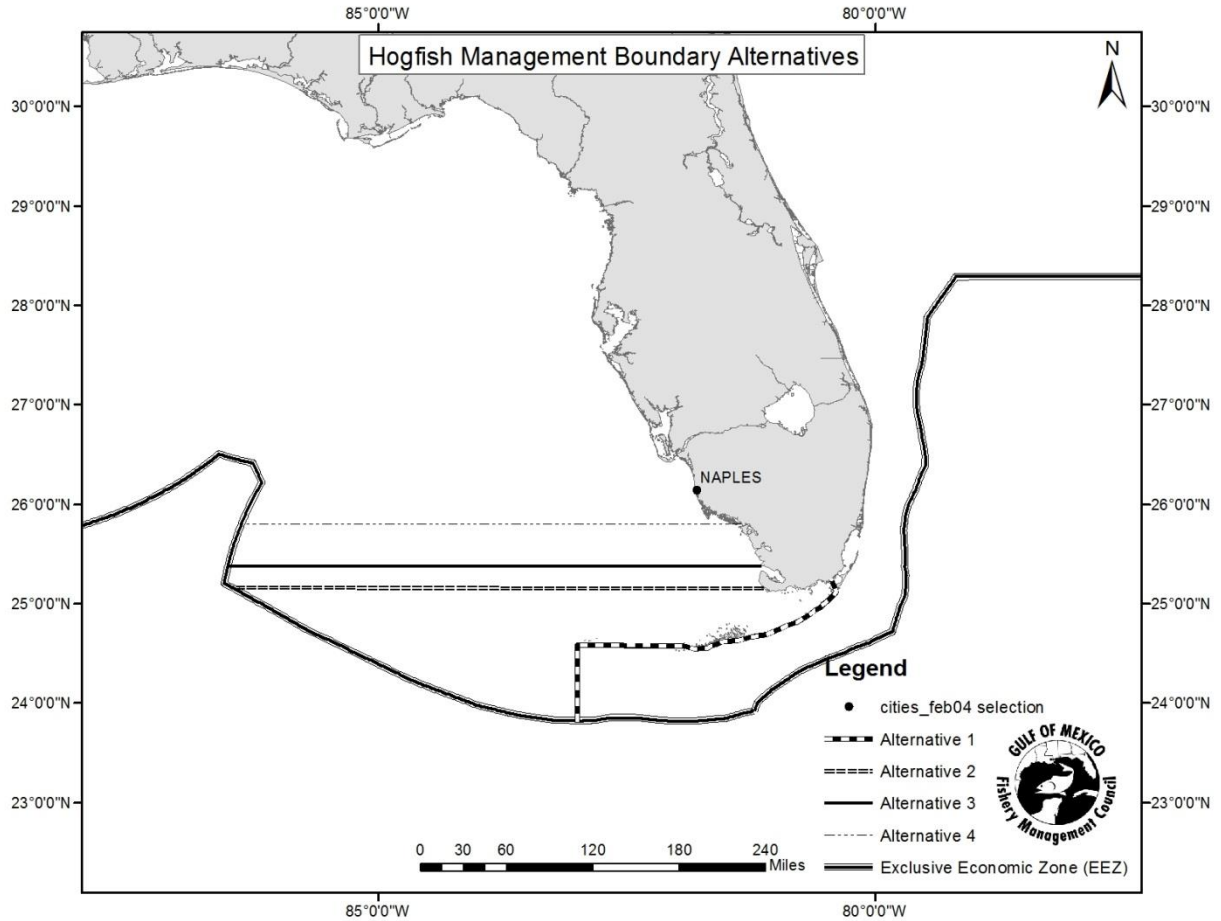 85°0'0"W
80°0'0"W
Hogfish Management Boundary Alternatives
N
30°0'0"N
30°0'0"N
29°0'0"N
29°0'0"N
28°0'0"N
28°0'0"N
27°0'0"N
27°0'0"N
NAPLES
26°0'0"N
26°0'0"N
25°0'0"N
25°0'0"N
24°0'0"N
24°0'0"N
23°0'0"N
23°0'0"N
Legend
cities_feb04 selection
Alternative 1
Alternative 2
Alternative 3
Alternative 4
Exclusive Economic Zone (EEZ)
GULF OF MEXICO
Fishery Management Council
0 30 60 120 180 240
Miles
85°0'0"W
80°0'0"W